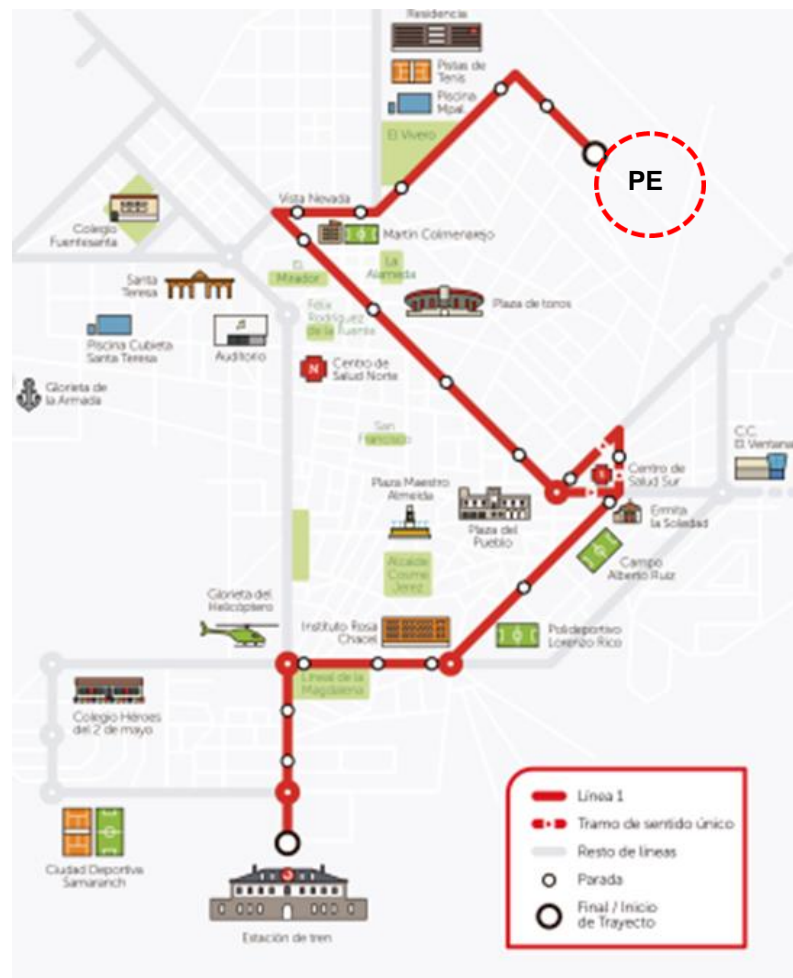 Residencia
Pistas de
Tenis
Piscina
Mpal.
El Vivero
PE
Vista Nevada
Colegio
Fuentesanta
Martín Colmenarejo
El
Mirador
La
Alameda
Santa
Teresa
Plaza de toros
Félix
Rodríguez
de la Fuente
Piscina Cubierta
Santa Teresa
Auditorio
N
Centro de
Salud Norte
Glorieta de
la Armada
San
Francisco
C.C.
El Ventana
Centro de
Salud Sur
Plaza Maestro
Almeida
Plaza del
Pueblo
Ermita
la Soledad
Alcalde
Cosme
Jerez
Campo
Alberto Ruiz
Glorieta del
Helicóptero
Instituto Rosa
Chacel
Polideportivo
Lorenzo Rico
Lineal de la
Magdalena
Colegio Héroes
del 2 de mayo
Ciudad Deportiva
Samaranch
Estación de tren
Línea 1
Tramo de sentido único
Resto de líneas
Parada
Final / Inicio
de Trayecto